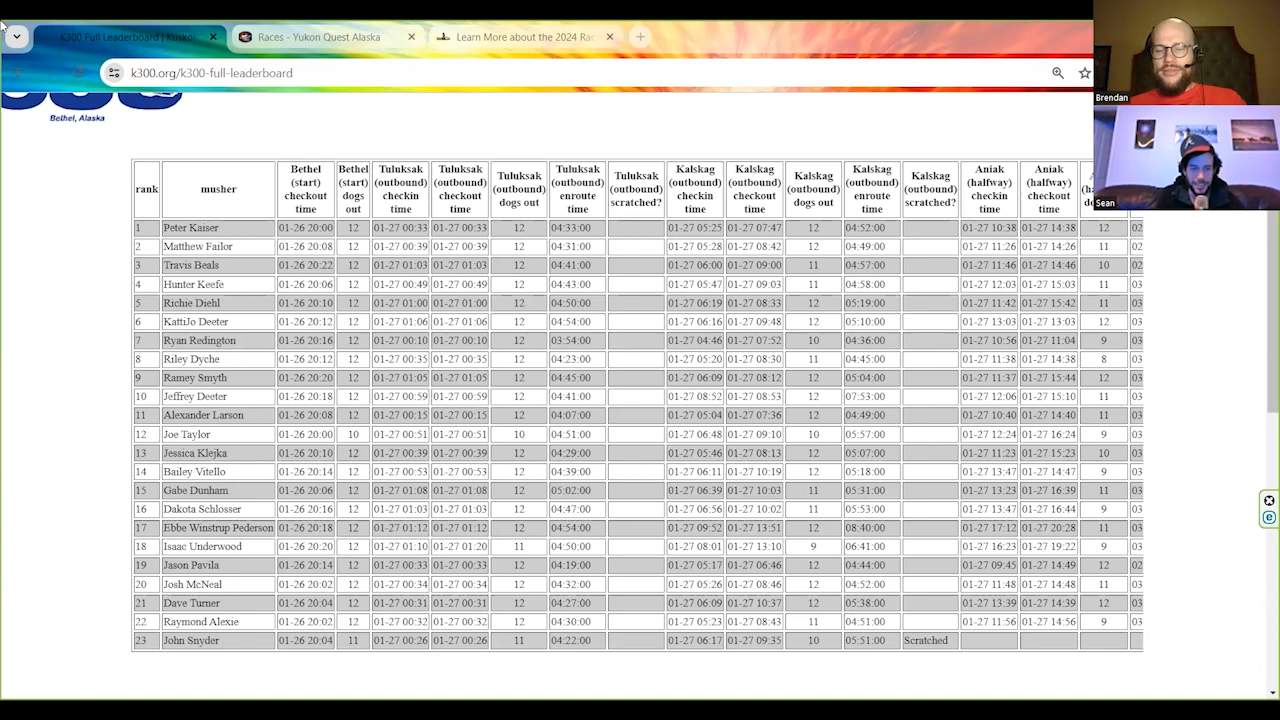 K300 Full Leaderboard | Kusko
Races - Yukon Quest Alaska
Learn More about the 2024 Rac
k300.org/k300-full-leaderboard
Brendan
Sean
Bethel, Alaska
rank musher Bethel (start) checkout time Bethel (start) dogs out Tuluksak (outbound) checkin time Tuluksak (outbound) checkout time Tuluksak (outbound) dogs out Tuluksak (outbound) enroute time Tuluksak (outbound) scratched? Kalskag (outbound) checkin time Kalskag (outbound) checkout time Kalskag (outbound) dogs out Kalskag (outbound) enroute time Kalskag (outbound) scratched? Aniak (halfway) checkin time Aniak (halfway) checkout time
1 Peter Kaiser 01-26 20:00 12 01-27 00:33 01-27 00:33 12 04:33:00 01-27 05:25 01-27 07:47 12 04:52:00 01-27 10:38 01-27 14:38 12 02
2 Matthew Failor 01-26 20:08 12 01-27 00:39 01-27 00:39 12 04:31:00 01-27 05:28 01-27 08:42 12 04:49:00 01-27 11:26 01-27 14:26 11 02
3 Travis Beals 01-26 20:22 12 01-27 01:03 01-27 01:03 12 04:41:00 01-27 06:00 01-27 09:00 11 04:57:00 01-27 11:46 01-27 14:46 10 02
4 Hunter Keefe 01-26 20:06 12 01-27 00:49 01-27 00:49 12 04:43:00 01-27 05:47 01-27 09:03 11 04:58:00 01-27 12:03 01-27 15:03 11 03
5 Richie Diehl 01-26 20:10 12 01-27 01:00 01-27 01:00 12 04:50:00 01-27 06:19 01-27 08:33 12 05:19:00 01-27 11:42 01-27 15:42 11 03
6 KattiJo Deeter 01-26 20:12 12 01-27 01:06 01-27 01:06 12 04:54:00 01-27 06:16 01-27 09:48 12 05:10:00 01-27 13:03 01-27 13:03 12 03
7 Ryan Redington 01-26 20:16 12 01-27 00:10 01-27 00:10 12 03:54:00 01-27 04:46 01-27 07:52 10 04:36:00 01-27 10:56 01-27 11:04 9 03
8 Riley Dyche 01-26 20:12 12 01-27 00:35 01-27 00:35 12 04:23:00 01-27 05:20 01-27 08:30 11 04:45:00 01-27 11:38 01-27 14:38 8 03
9 Ramey Smyth 01-26 20:20 12 01-27 01:05 01-27 01:05 12 04:45:00 01-27 06:09 01-27 08:12 12 05:04:00 01-27 11:37 01-27 15:44 12 03
10 Jeffrey Deeter 01-26 20:18 12 01-27 00:59 01-27 00:59 12 04:41:00 01-27 08:52 01-27 08:53 12 07:53:00 01-27 12:06 01-27 15:10 11 03
11 Alexander Larson 01-26 20:08 12 01-27 00:15 01-27 00:15 12 04:07:00 01-27 05:04 01-27 07:36 12 04:49:00 01-27 10:40 01-27 14:40 11 03
12 Joe Taylor 01-26 20:00 10 01-27 00:51 01-27 00:51 10 04:51:00 01-27 06:48 01-27 09:10 10 05:57:00 01-27 12:24 01-27 16:24 9 03
13 Jessica Klejka 01-26 20:10 12 01-27 00:39 01-27 00:39 12 04:29:00 01-27 05:46 01-27 08:13 12 05:07:00 01-27 11:23 01-27 15:23 10 03
14 Bailey Vitello 01-26 20:14 12 01-27 00:53 01-27 00:53 12 04:39:00 01-27 06:11 01-27 10:19 12 05:18:00 01-27 13:47 01-27 14:47 9 03
15 Gabe Dunham 01-26 20:06 12 01-27 01:08 01-27 01:08 12 05:02:00 01-27 06:39 01-27 10:03 11 05:31:00 01-27 13:23 01-27 16:39 11 03
16 Dakota Schlosser 01-26 20:16 12 01-27 01:03 01-27 01:03 12 04:47:00 01-27 06:56 01-27 10:02 11 05:53:00 01-27 13:47 01-27 16:44 9 03
17 Ebbe Winstrup Pederson 01-26 20:18 12 01-27 01:12 01-27 01:12 12 04:54:00 01-27 09:52 01-27 13:51 12 08:40:00 01-27 17:12 01-27 20:28 11 03
18 Isaac Underwood 01-26 20:20 12 01-27 01:10 01-27 01:20 11 04:50:00 01-27 08:01 01-27 13:10 9 06:41:00 01-27 16:23 01-27 19:22 9 03
19 Jason Pavila 01-26 20:14 12 01-27 00:33 01-27 00:33 12 04:19:00 01-27 05:17 01-27 06:46 12 04:44:00 01-27 09:45 01-27 14:49 12 02
20 Josh McNeal 01-26 20:02 12 01-27 00:34 01-27 00:34 12 04:32:00 01-27 05:26 01-27 08:46 12 04:52:00 01-27 11:48 01-27 14:48 11 03
21 Dave Turner 01-26 20:04 12 01-27 00:31 01-27 00:31 12 04:27:00 01-27 06:09 01-27 10:37 12 05:38:00 01-27 13:39 01-27 14:39 12 03
22 Raymond Alexie 01-26 20:02 12 01-27 00:32 01-27 00:32 12 04:30:00 01-27 05:23 01-27 08:43 11 04:51:00 01-27 11:56 01-27 14:56 9 03
23 John Snyder 01-26 20:04 11 01-27 00:26 01-27 00:26 11 04:22:00 01-27 06:17 01-27 09:35 10 05:51:00 Scratched